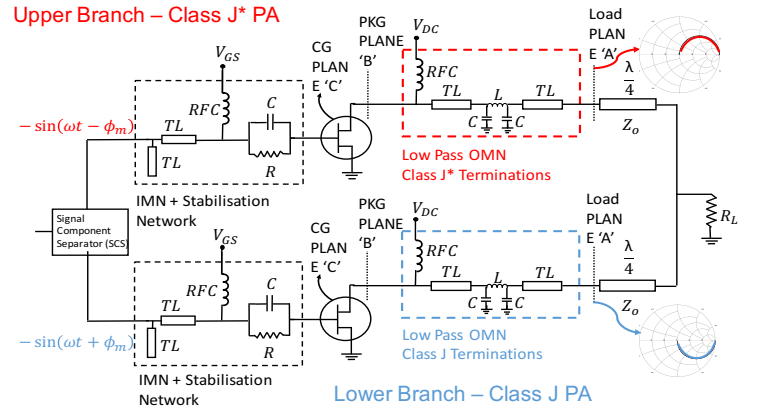 Upper Branch – Class J* PA
V_GS
RFC
C
TL
R
TL
− sin(ωt − ϕ_m)
IMN + Stabilisation
Network
CG
PLAN
E 'C'
PKG
PLANE
'B'
V_DC
RFC
TL
L
TL
C
C
Low Pass OMN
Class J* Terminations
Load
PLAN
E 'A'
λ
4
Z_o
R_L
Signal
Component
Separator (SCS)
V_GS
RFC
C
TL
R
TL
− sin(ωt + ϕ_m)
IMN + Stabilisation
Network
CG
PLAN
E 'C'
PKG
PLANE
'B'
V_DC
RFC
TL
L
TL
C
C
Low Pass OMN
Class J Terminations
Load
PLAN
E 'A'
λ
4
Z_o
Lower Branch – Class J PA